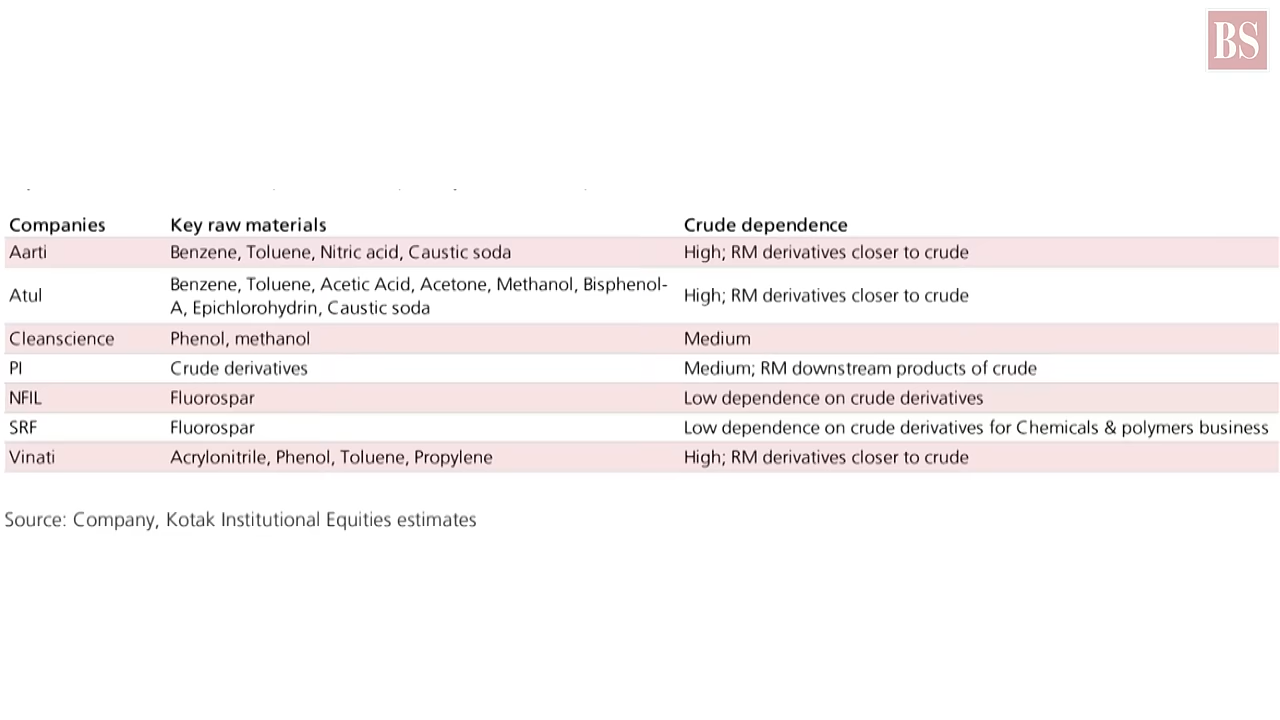 BS
Companies Key raw materials Crude dependence
Aarti Benzene, Toluene, Nitric acid, Caustic soda High; RM derivatives closer to crude
Atul Benzene, Toluene, Acetic Acid, Acetone, Methanol, Bisphenol-
A, Epichlorohydrin, Caustic soda High; RM derivatives closer to crude
Cleanscience Phenol, methanol Medium
PI Crude derivatives Medium; RM downstream products of crude
NFIL Fluorospar Low dependence on crude derivatives
SRF Fluorospar Low dependence on crude derivatives for Chemicals & polymers business
Vinati Acrylonitrile, Phenol, Toluene, Propylene High; RM derivatives closer to crude
Source: Company, Kotak Institutional Equities estimates